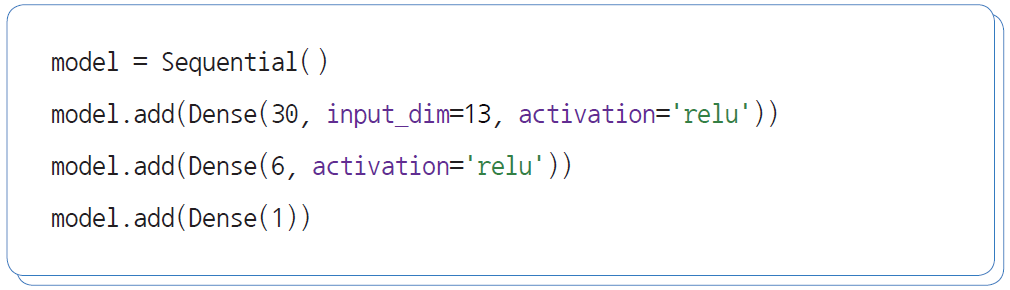 model = Sequential()
model.add(Dense(30, input_dim=13, activation='relu'))
model.add(Dense(6, activation='relu'))
model.add(Dense(1))